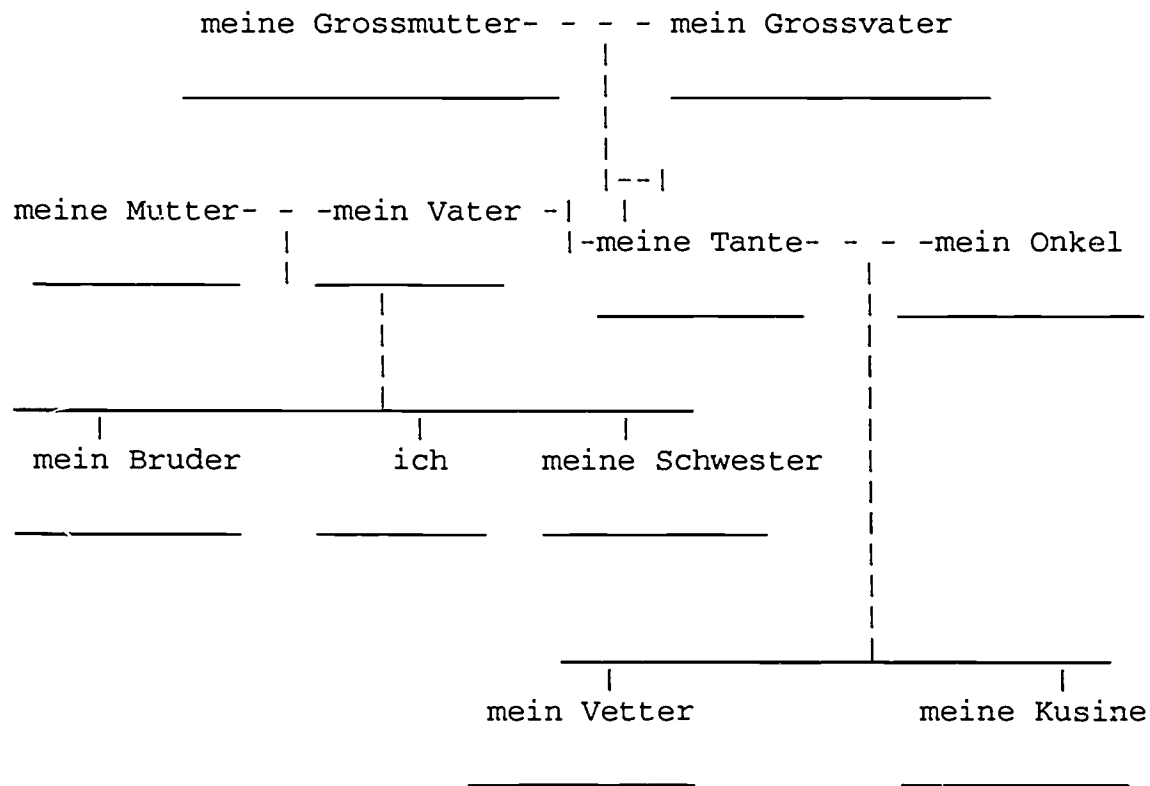 meine Grossmutter- - - - mein Grossvater
meine Mutter- - -mein Vater -|
|-meine Tante- - - -mein Onkel
mein Bruder ich meine Schwester
mein Vetter meine Kusine